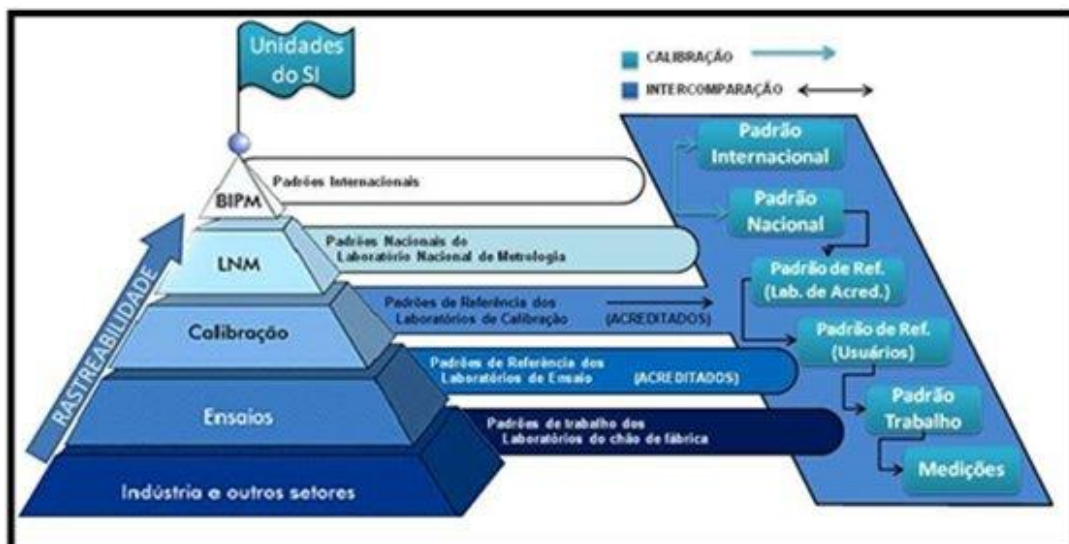 Unidades
do SI
CALIBRAÇÃO
INTERCOMPARAÇÃO
BIPM
LNM
Calibração
Ensaios
Indústria e outros setores
RASTREABILIDADE
Padrões Internacionais
Padrões Nacionais do
Laboratório Nacional de Metrologia
Padrões de Referência dos
Laboratórios de Calibração (ACREDITADOS)
Padrões de Referência dos
Laboratórios de Ensaio (ACREDITADOS)
Padrões de trabalho dos
Laboratórios do chão de fábrica
Padrão
Internacional
Padrão
Nacional
Padrão de Ref.
(Lab. de Acred.)
Padrão de Ref.
(Usuários)
Padrão
Trabalho
Medições